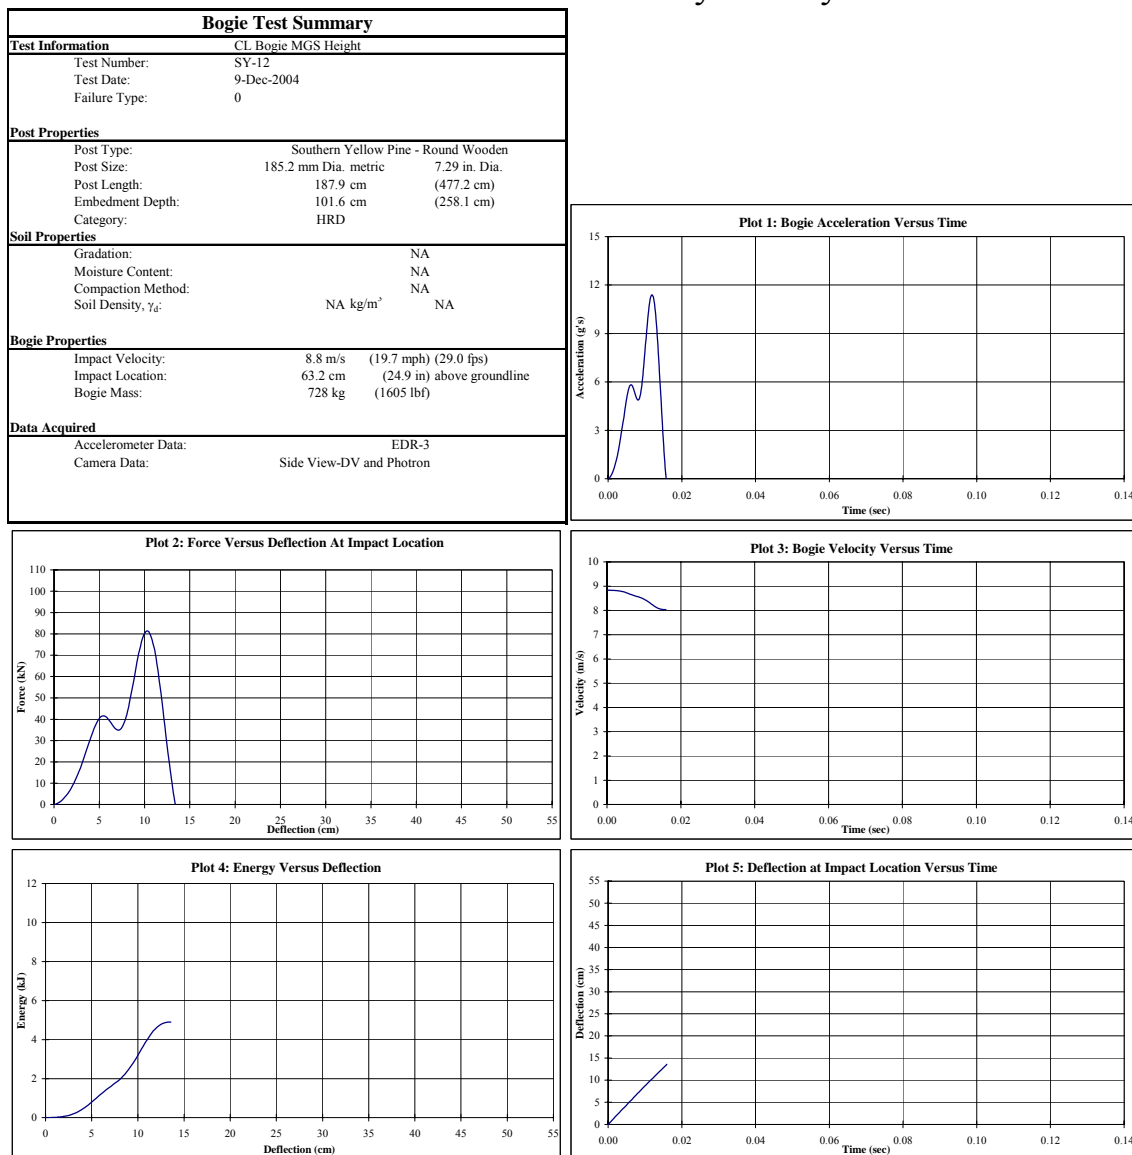 Bogie Test Summary
Test Information CL Bogie MGS Height
Test Number: SY-12
Test Date: 9-Dec-2004
Failure Type: 0
Post Properties
Post Type: Southern Yellow Pine - Round Wooden
Post Size: 185.2 mm Dia. metric 7.29 in. Dia.
Post Length: 187.9 cm (477.2 cm)
Embedment Depth: 101.6 cm (258.1 cm)
Category: HRD
Soil Properties
Gradation: NA
Moisture Content: NA
Compaction Method: NA
Soil Density, γd: NA kg/m³ NA
Bogie Properties
Impact Velocity: 8.8 m/s (19.7 mph) (29.0 fps)
Impact Location: 63.2 cm (24.9 in) above groundline
Bogie Mass: 728 kg (1605 lbf)
Data Acquired
Accelerometer Data: EDR-3
Camera Data: Side View-DV and Photron
Plot 1: Bogie Acceleration Versus Time
Acceleration (g's)
15
12
9
6
3
0
0.00 0.02 0.04 0.06 0.08 0.10 0.12 0.14
Time (sec)
Plot 2: Force Versus Deflection At Impact Location
Force (kN)
110
100
90
80
70
60
50
40
30
20
10
0
0 5 10 15 20 25 30 35 40 45 50 55
Deflection (cm)
Plot 3: Bogie Velocity Versus Time
Velocity (m/s)
10
9
8
7
6
5
4
3
2
1
0
0.00 0.02 0.04 0.06 0.08 0.10 0.12 0.14
Time (sec)
Plot 4: Energy Versus Deflection
Energy (kJ)
12
10
8
6
4
2
0
0 5 10 15 20 25 30 35 40 45 50 55
Deflection (cm)
Plot 5: Deflection at Impact Location Versus Time
Deflection (cm)
55
50
45
40
35
30
25
20
15
10
5
0
0.00 0.02 0.04 0.06 0.08 0.10 0.12 0.14
Time (sec)